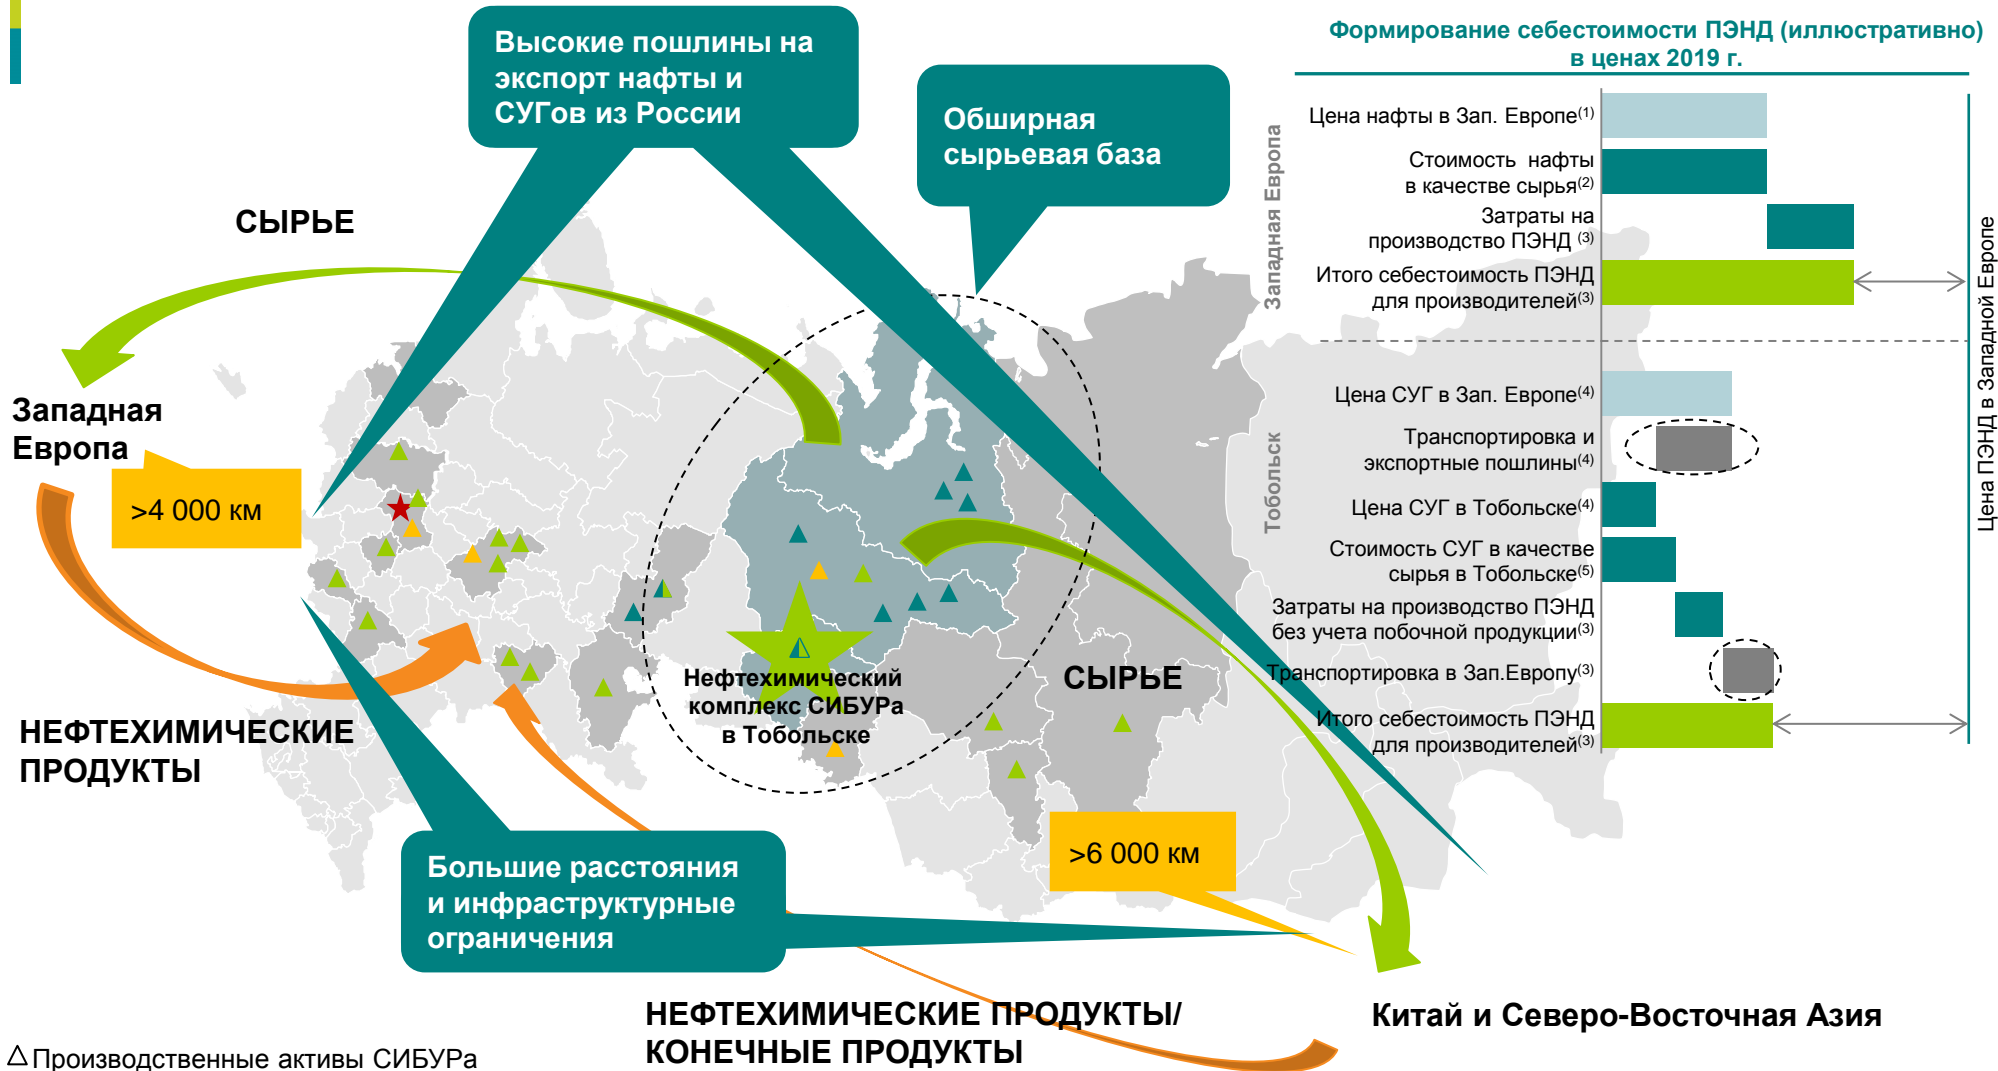 Высокие пошлины на
экспорт нафты и
СУГов из России
Обширная
сырьевая база
СЫРЬЕ
Западная
Европа
>4 000 км
НЕФТЕХИМИЧЕСКИЕ
ПРОДУКТЫ
Нефтехимический
комплекс СИБУРа
в Тобольске
СЫРЬЕ
Большие расстояния
и инфраструктурные
ограничения
>6 000 км
НЕФТЕХИМИЧЕСКИЕ ПРОДУКТЫ/
КОНЕЧНЫЕ ПРОДУКТЫ
Китай и Северо-Восточная Азия
Производственные активы СИБУРа
Формирование себестоимости ПЭНД (иллюстративно)
в ценах 2019 г.
Западная Европа
Цена нафты в Зап. Европе(1)
Стоимость нафты
в качестве сырья(2)
Затраты на
производство ПЭНД (3)
Итого себестоимость ПЭНД
для производителей(3)
Тобольск
Цена СУГ в Зап. Европе(4)
Транспортировка и
экспортные пошлины(4)
Цена СУГ в Тобольске(4)
Стоимость СУГ в качестве
сырья в Тобольске(5)
Затраты на производство ПЭНД
без учета побочной продукции(3)
Транспортировка в Зап.Европу(3)
Итого себестоимость ПЭНД
для производителей(3)
Цена ПЭНД в Западной Европе